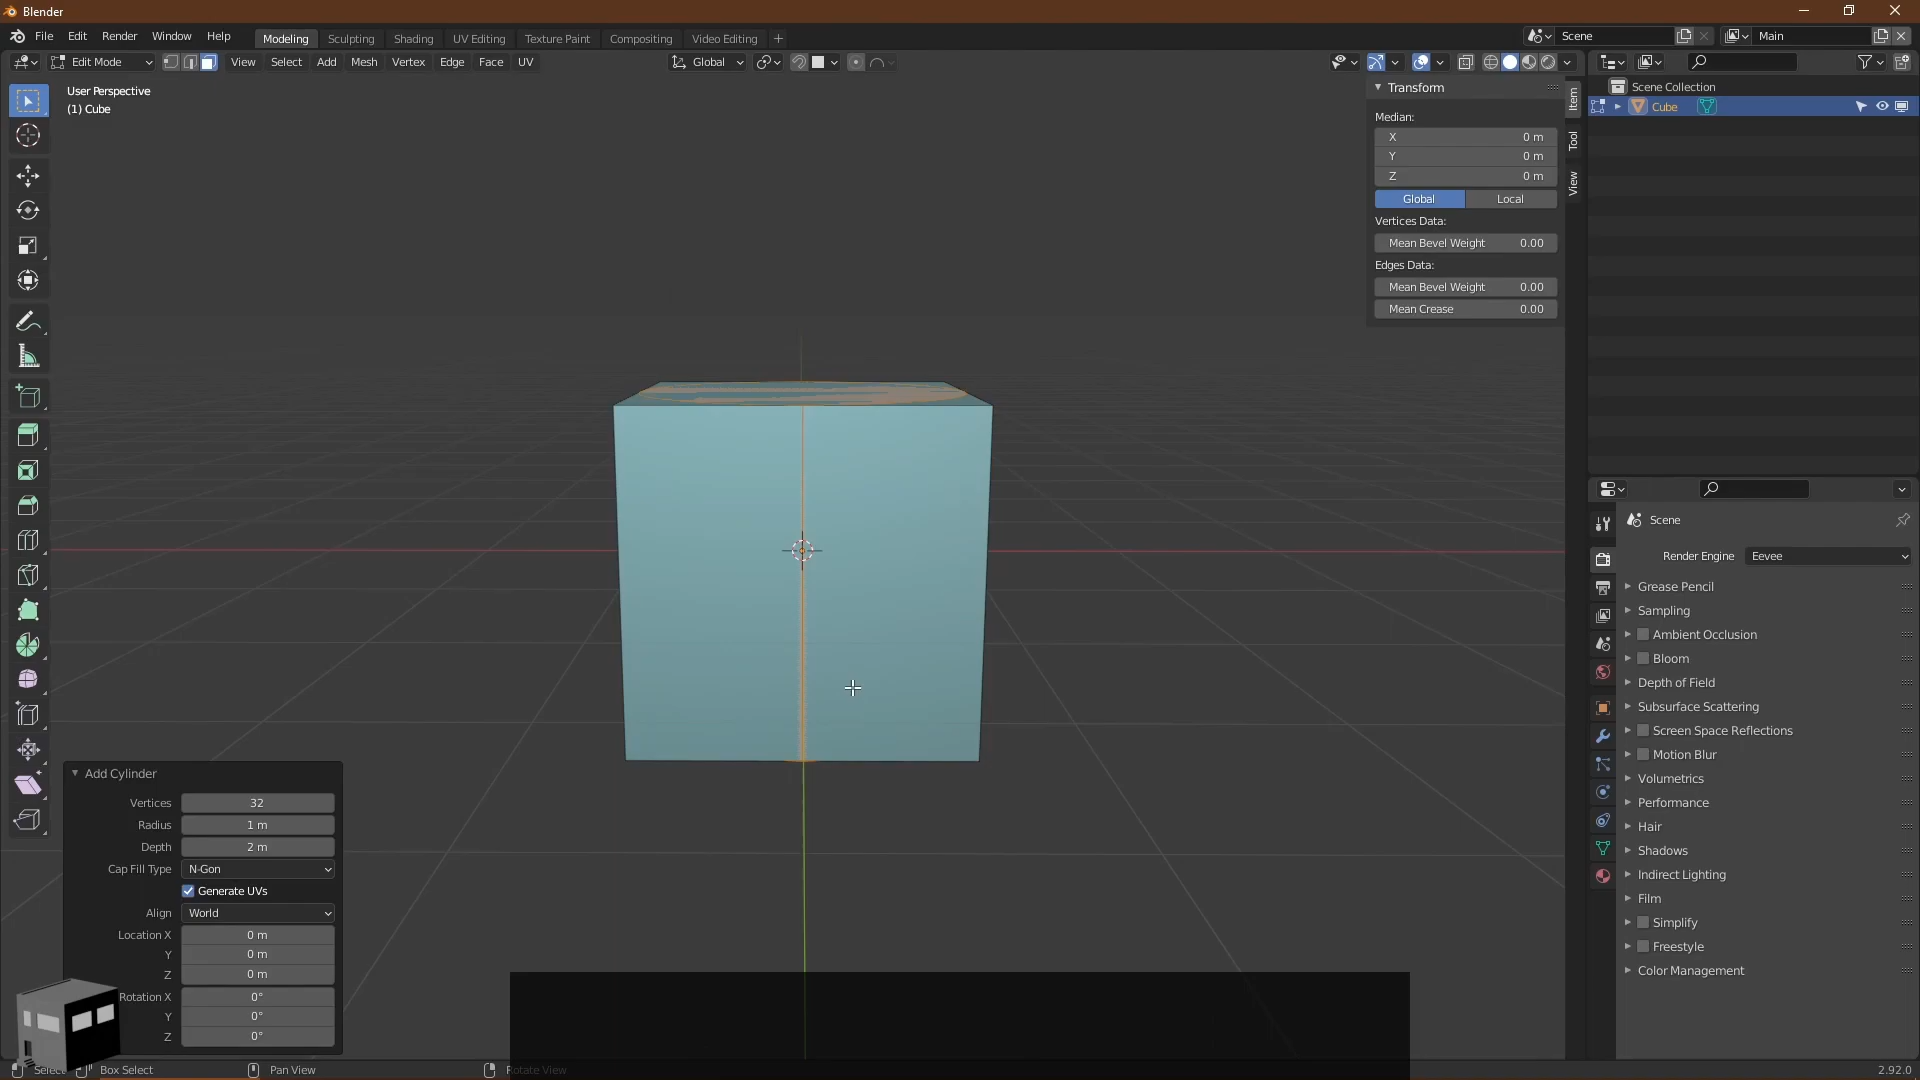 Blender
File Edit Render Window Help
Modeling Sculpting Shading UV Editing Texture Paint Compositing Video Editing +
Scene
Main
Edit Mode
View Select Add Mesh Vertex Edge Face UV
Global
User Perspective
(1) Cube
Transform
Median:
X 0 m
Y 0 m
Z 0 m
Global Local
Vertices Data:
Mean Bevel Weight 0.00
Edges Data:
Mean Bevel Weight 0.00
Mean Crease 0.00
Item
Tool
View
Scene Collection
Cube
Scene
Render Engine Eevee
Grease Pencil
Sampling
Ambient Occlusion
Bloom
Depth of Field
Subsurface Scattering
Screen Space Reflections
Motion Blur
Volumetrics
Performance
Hair
Shadows
Indirect Lighting
Film
Simplify
Freestyle
Color Management
Add Cylinder
Vertices 32
Radius 1 m
Depth 2 m
Cap Fill Type N-Gon
Generate UVs
Align World
Location X 0 m
Y 0 m
Z 0 m
Rotation X 0°
Y 0°
Z 0°
Select Box Select Pan View Rotate View
2.92.0